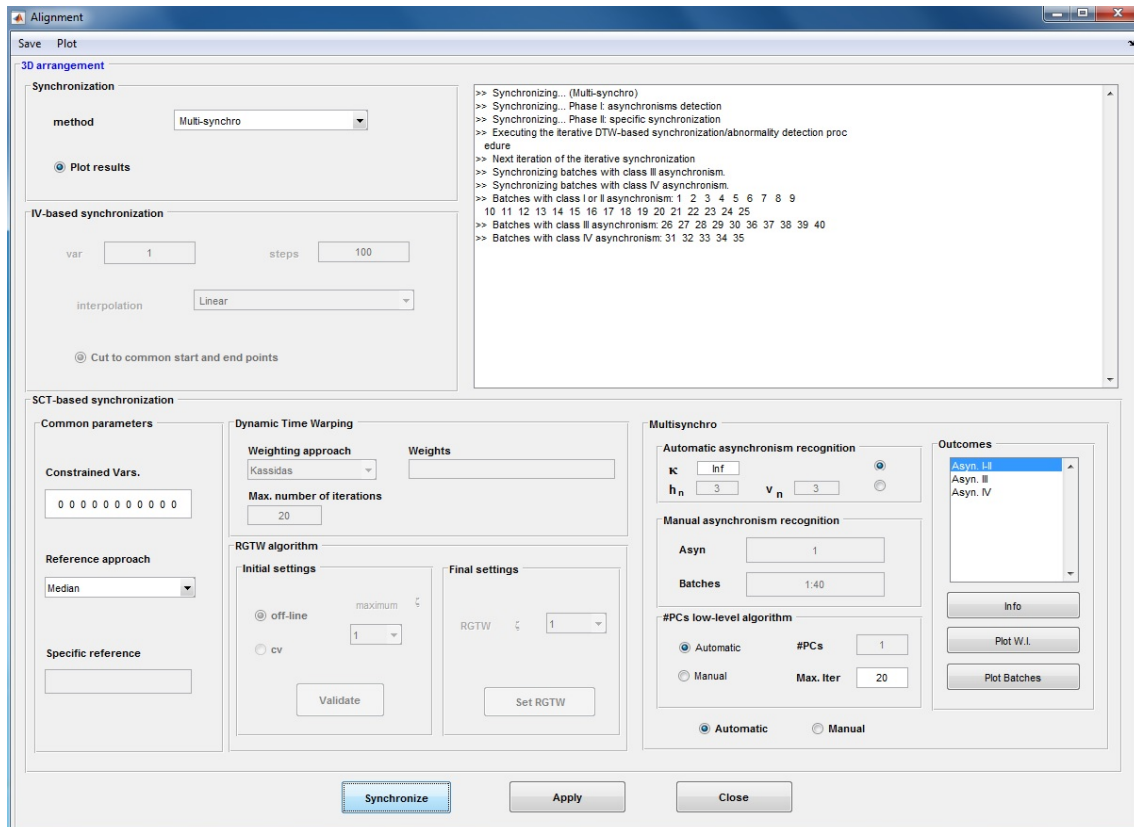 Alignment
Save Plot
3D arrangement
Synchronization
method Multi-synchro
Plot results
>> Synchronizing... (Multi-synchro)
>> Synchronizing... Phase I: asynchronisms detection
>> Synchronizing... Phase II: specific synchronization
>> Executing the iterative DTW-based synchronization/abnormality detection proc
edure
>> Next iteration of the iterative synchronization
>> Synchronizing batches with class III asynchronism.
>> Synchronizing batches with class IV asynchronism.
>> Batches with class I or II asynchronism: 1 2 3 4 5 6 7 8 9
10 11 12 13 14 15 16 17 18 19 20 21 22 23 24 25
>> Batches with class III asynchronism: 26 27 28 29 30 36 37 38 39 40
>> Batches with class IV asynchronism: 31 32 33 34 35
IV-based synchronization
var 1 steps 100
interpolation Linear
Cut to common start and end points
SCT-based synchronization
Common parameters
Constrained Vars.
0 0 0 0 0 0 0 0 0 0 0
Reference approach
Median
Specific reference
Dynamic Time Warping
Weighting approach Weights
Kassidas
Max. number of iterations
20
RGTW algorithm
Initial settings
maximum ζ
off-line
1
cv
Validate
Final settings
RGTW ζ 1
Set RGTW
Multisynchro
Automatic asynchronism recognition
κ Inf
h n 3 v n 3
Manual asynchronism recognition
Asyn 1
Batches 1:40
#PCs low-level algorithm
Automatic #PCs 1
Manual Max. Iter 20
Automatic Manual
Outcomes
Asyn. I-II
Asyn. III
Asyn. IV
Info
Plot W.I.
Plot Batches
Synchronize Apply Close